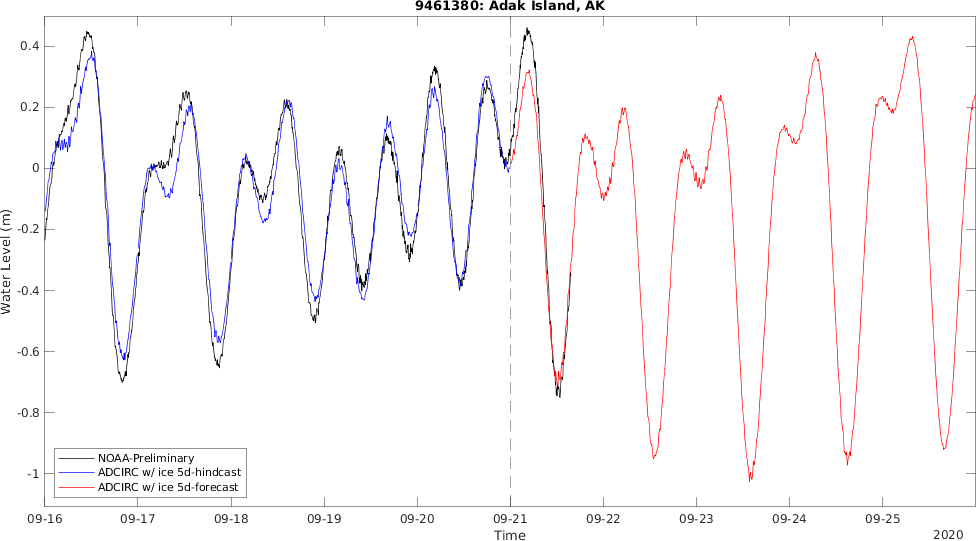 9461380: Adak Island, AK
0.4
0.2
0
-0.2
-0.4
-0.6
-0.8
-1
Water Level (m)
NOAA-Preliminary
ADCIRC w/ ice 5d-hindcast
ADCIRC w/ ice 5d-forecast
09-16 09-17 09-18 09-19 09-20 09-21 09-22 09-23 09-24 09-25
Time
2020